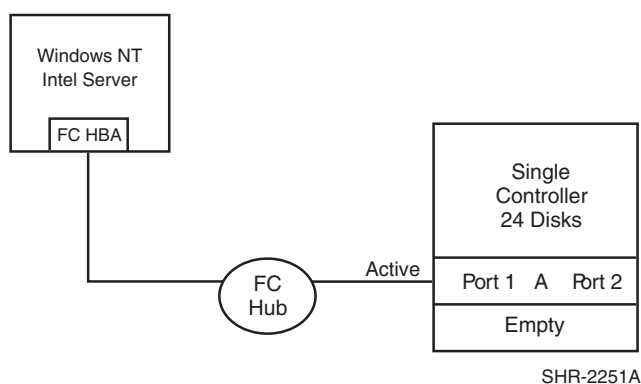 Windows NT
Intel Server
FC HBA
Single
Controller
24 Disks
FC
Hub
Active
Port 1 A Port 2
Empty
SHR-2251A